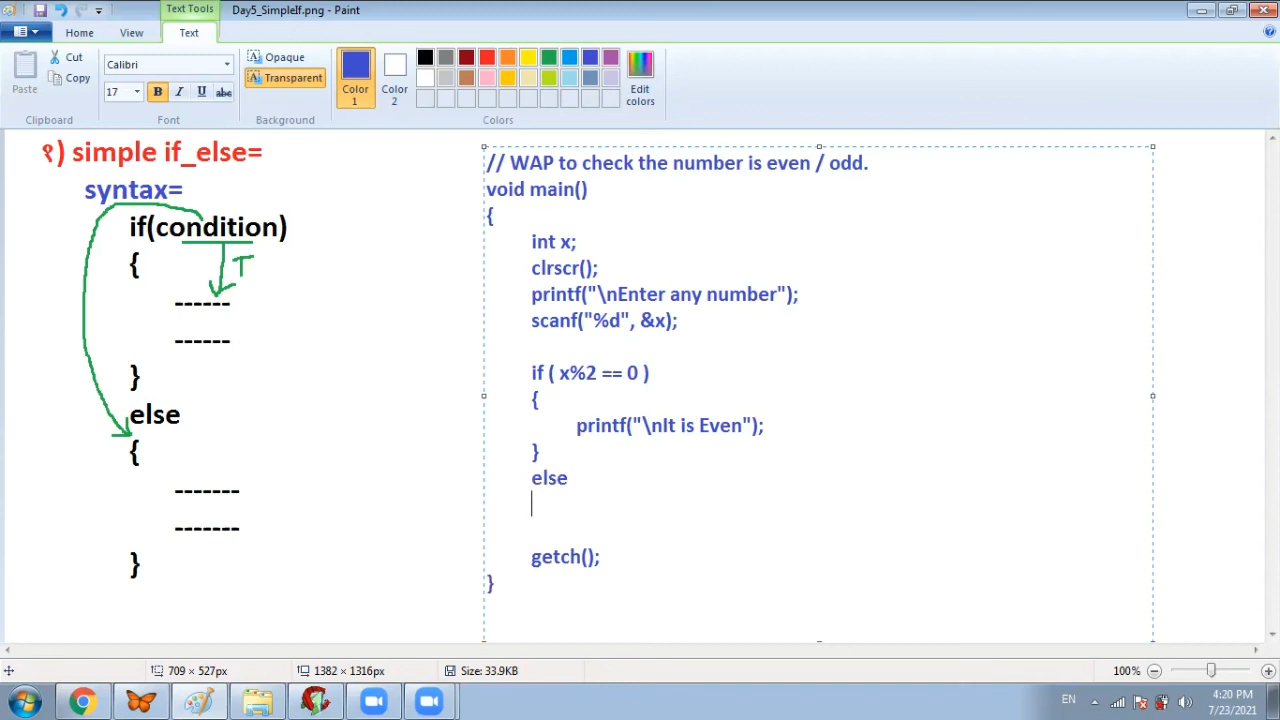 Text Tools
Day5_SimpleIf.png - Paint
Home
View
Text
Paste
Cut
Copy
Clipboard
Calibri
17
B
I
U
abc
Font
Opaque
Transparent
Background
Color
1
Color
2
Edit
colors
Colors
१) simple if_else=
syntax=
if(condition)
{
T
------
------
}
else
{
-------
-------
}
// WAP to check the number is even / odd.
void main()
{
int x;
clrscr();
printf("\nEnter any number");
scanf("%d", &x);
if ( x%2 == 0 )
{
printf("\nIt is Even");
}
else
getch();
}
709 × 527px
1382 × 1316px
Size: 33.9KB
100%
EN
4:20 PM
7/23/2021